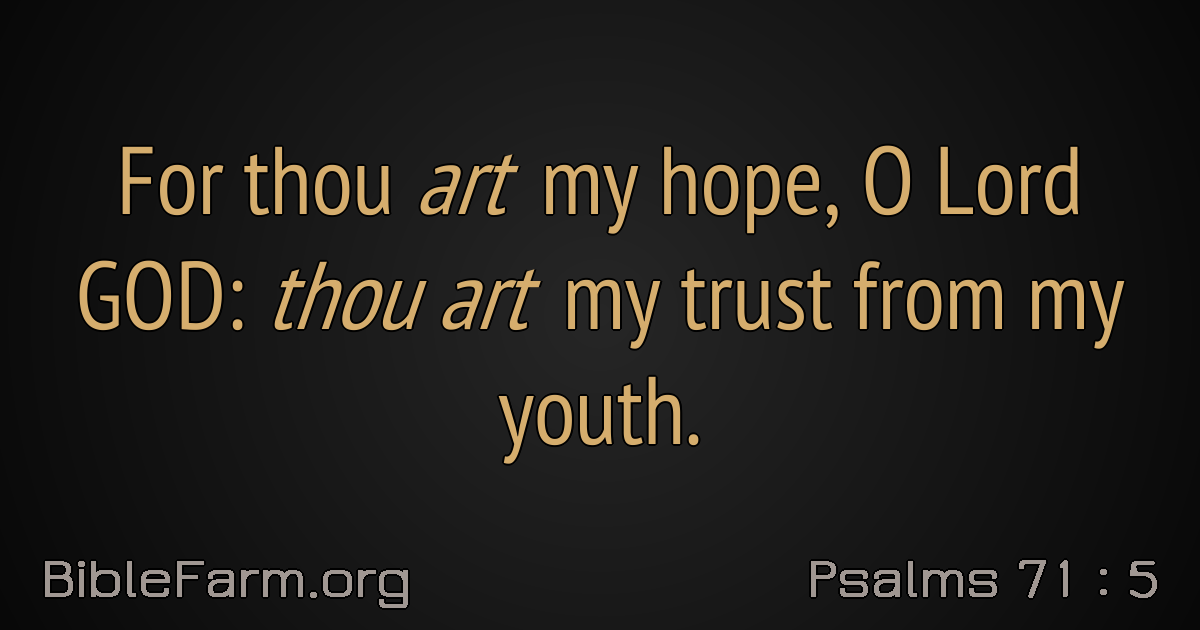 For thou art my hope, O Lord
GOD: thou art my trust from my
youth.
BibleFarm.org
Psalms 71 : 5